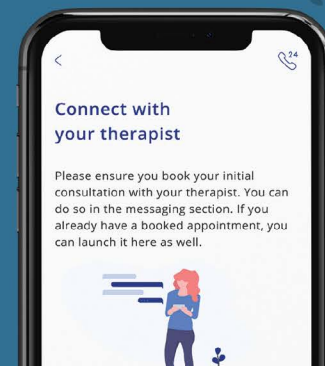 24
Connect with
your therapist
Please ensure you book your initial
consultation with your therapist. You can
do so in the messaging section. If you
already have a booked appointment, you
can launch it here as well.